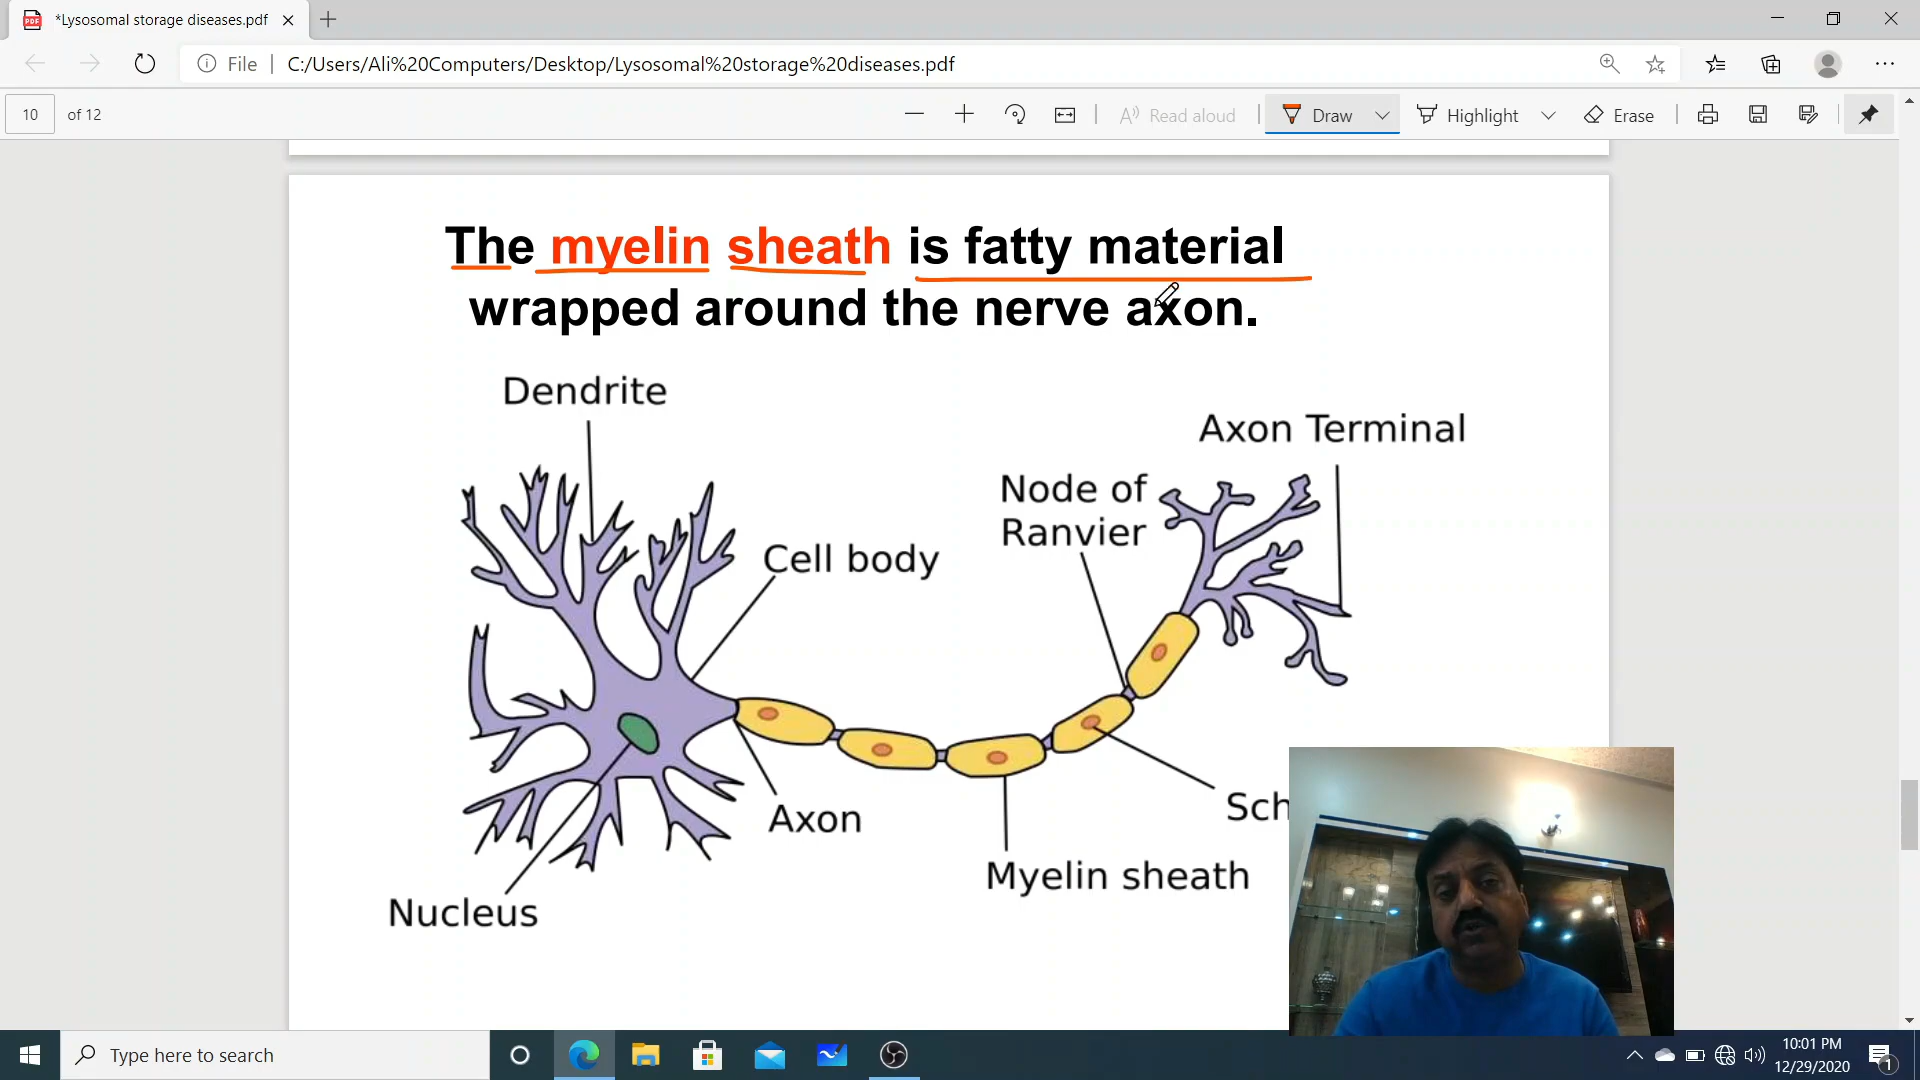 *Lysosomal storage diseases.pdf
File
C:/Users/Ali%20Computers/Desktop/Lysosomal%20storage%20diseases.pdf
10 of 12
Read aloud
Draw
Highlight
Erase
The myelin sheath is fatty material
wrapped around the nerve axon.
Dendrite
Axon Terminal
Node of
Ranvier
Cell body
Sch
Axon
Myelin sheath
Nucleus
Type here to search
10:01 PM
12/29/2020
1